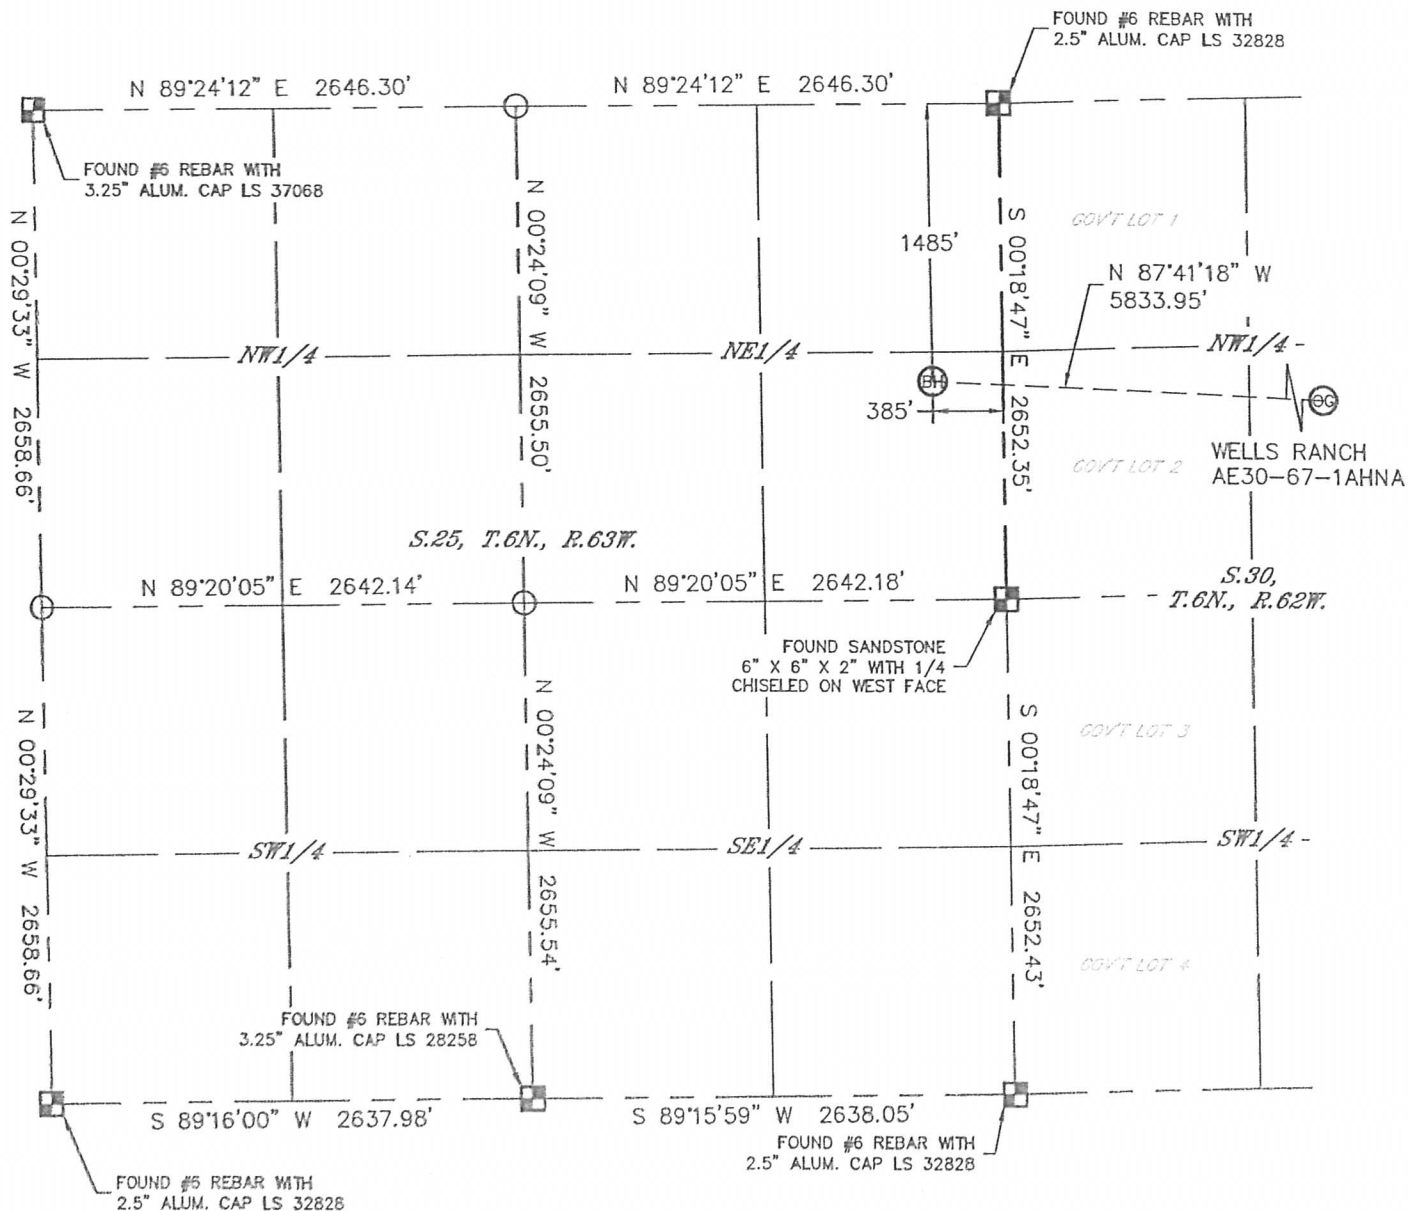 FOUND #6 REBAR WITH
2.5" ALUM. CAP LS 32828
N 89°24'12" E 2646.30'
N 89°24'12" E 2646.30'
FOUND #6 REBAR WITH
3.25" ALUM. CAP LS 37068
N 00°29'33" W 2658.66'
N 00°24'09" W 2655.50'
1485'
S 00°18'47" E 2652.35'
GOV'T LOT 1
N 87°41'18" W
5833.95'
NW1/4
NE1/4
NW1/4
BH
385'
OG
WELLS RANCH
AE30-67-1AHNA
GOV'T LOT 2
S.25, T.6N., R.63W.
N 89°20'05" E 2642.14'
N 89°20'05" E 2642.18'
S.30,
T.6N., R.62W.
FOUND SANDSTONE
6" X 6" X 2" WITH 1/4
CHISELED ON WEST FACE
N 00°29'33" W 2658.66'
N 00°24'09" W 2655.54'
S 00°18'47" E 2652.43'
GOV'T LOT 3
SW1/4
SE1/4
SW1/4
GOV'T LOT 4
FOUND #6 REBAR WITH
3.25" ALUM. CAP LS 28258
S 89°16'00" W 2637.98'
S 89°15'59" W 2638.05'
FOUND #6 REBAR WITH
2.5" ALUM. CAP LS 32828
FOUND #6 REBAR WITH
2.5" ALUM. CAP LS 32828